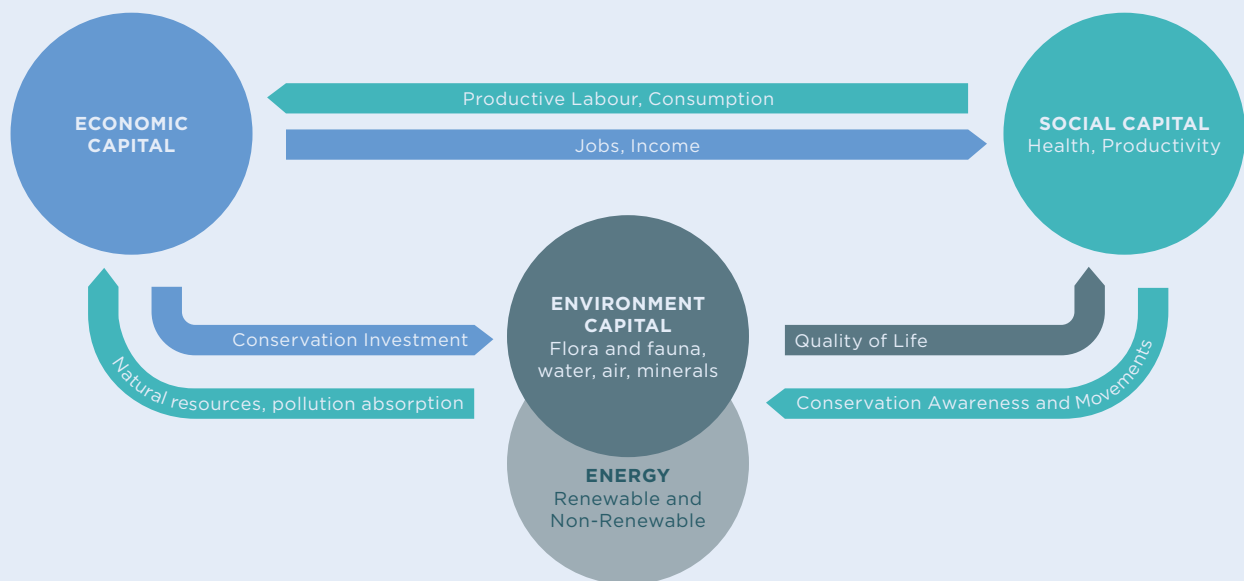 ECONOMIC
CAPITAL
Productive Labour, Consumption
Jobs, Income
SOCIAL CAPITAL
Health, Productivity
ENVIRONMENT
CAPITAL
Flora and fauna,
water, air, minerals
Conservation Investment
Natural resources, pollution absorption
Quality of Life
Conservation Awareness and Movements
ENERGY
Renewable and
Non-Renewable